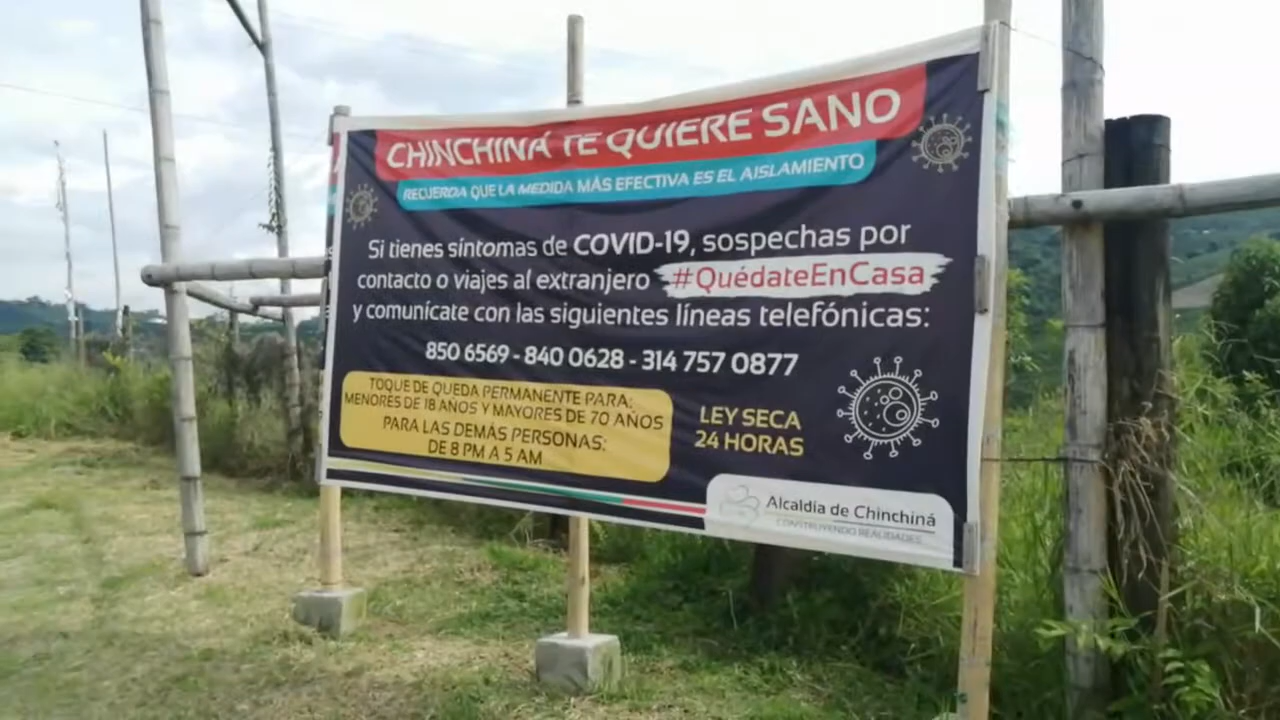 CHINCHINÁ TE QUIERE SANO
RECUERDA QUE LA MEDIDA MÁS EFECTIVA ES EL AISLAMIENTO
Si tienes síntomas de COVID-19, sospechas por
contacto o viajes al extranjero #QuédateEnCasa
y comunícate con las siguientes líneas telefónicas:
850 6569 - 840 0628 - 314 757 0877
TOQUE DE QUEDA PERMANENTE PARA:
MENORES DE 18 AÑOS Y MAYORES DE 70 AÑOS
PARA LAS DEMÁS PERSONAS:
DE 8 PM A 5 AM
LEY SECA
24 HORAS
Alcaldía de Chinchiná
CONSTRUYENDO REALIDADES